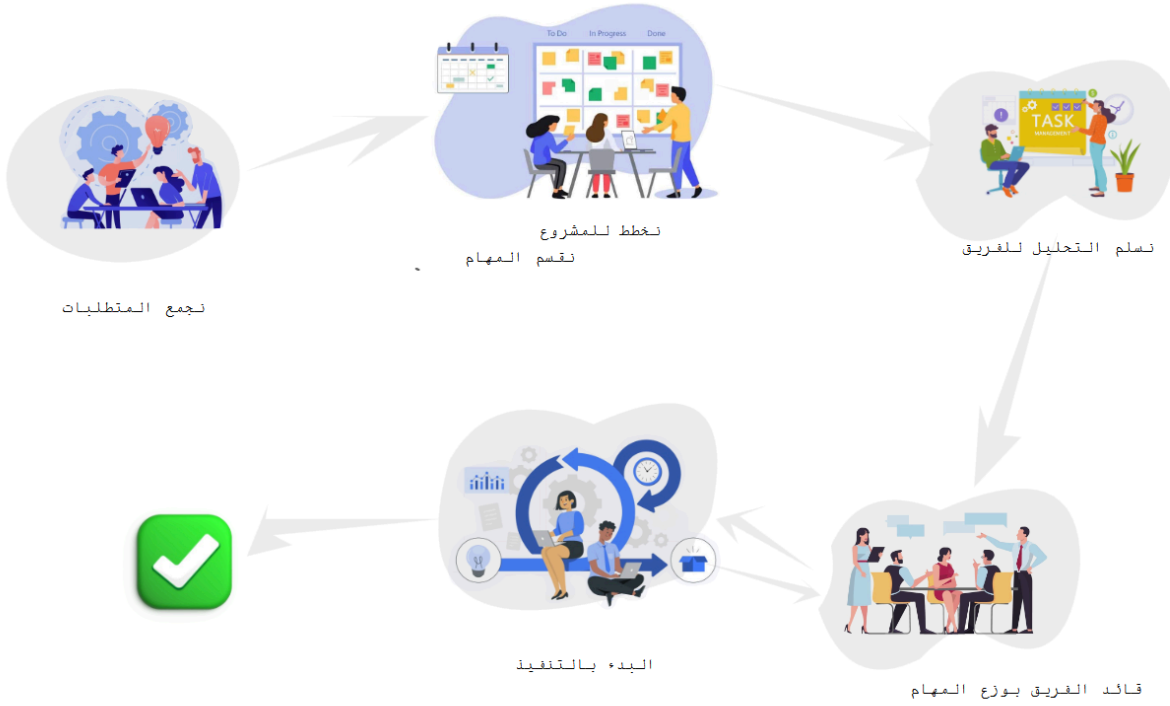 To Do In Progress Done
نخطط للمشروع
نقسم المهام
TASK
MANAGEMENT
نسلم التحليل للفريق
نجمع المتطلبات
البدء بالتنفيذ
قائد الفريق بوزع المهام